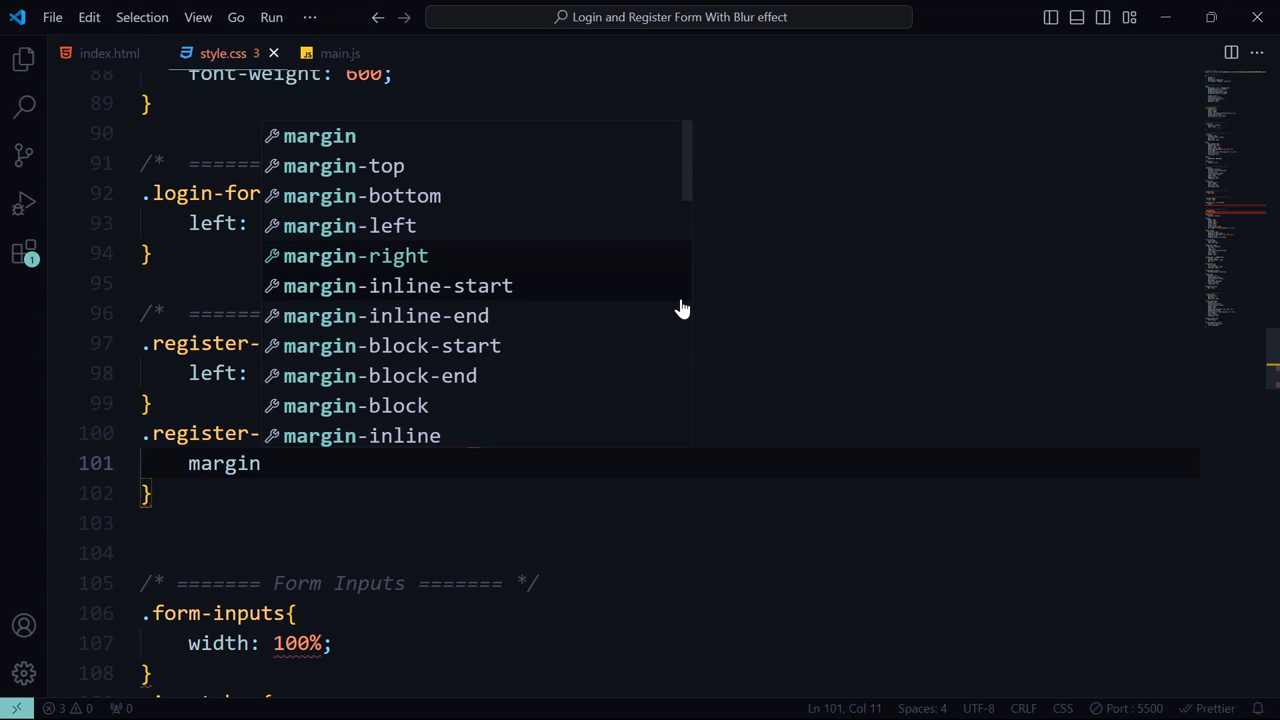 File Edit Selection View Go Run ··· Login and Register Form With Blur effect
index.html style.css 3 main.js
88 font-weight: 600;
89 }
90
91 /* ======
92 .login-for
93 left:
94 }
95
96 /* ======
97 .register-
98 left:
99 }
100 .register-
101 margin
102 }
103
104
105 /* ======= Form Inputs ======= */
106 .form-inputs{
107 width: 100%;
108 }
margin
margin-top
margin-bottom
margin-left
margin-right
margin-inline-start
margin-inline-end
margin-block-start
margin-block-end
margin-block
margin-inline
1
3 0 0 Ln 101, Col 11 Spaces: 4 UTF-8 CRLF CSS Port : 5500 Prettier